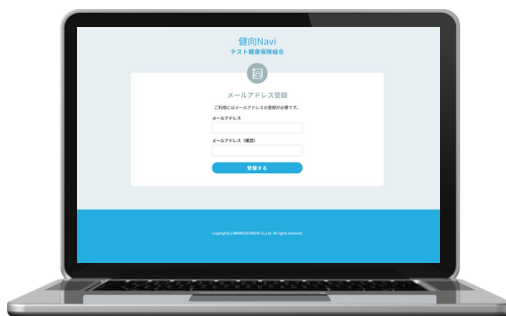 健向Navi
テスト健康保険組合
メールアドレス登録
ご利用にはメールアドレスの登録が必要です。
メールアドレス
メールアドレス（確認）
登録する
All rights reserved.